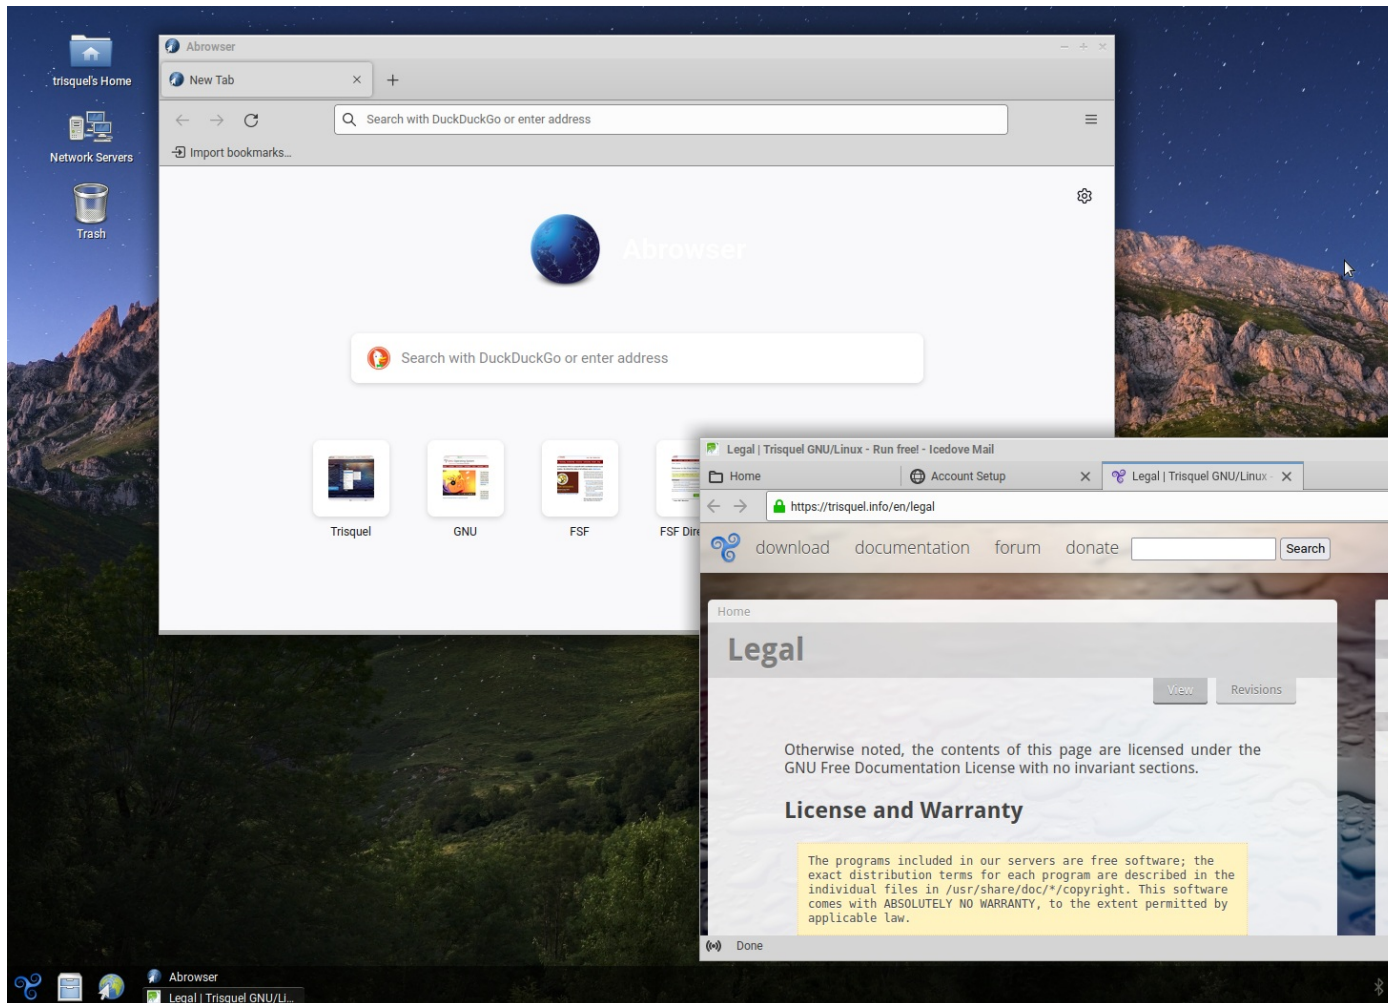 trisquel's Home
Network Servers
Trash
Abrowser
New Tab
Search with DuckDuckGo or enter address
Import bookmarks...
Abrowser
Search with DuckDuckGo or enter address
Trisquel
GNU
FSF
FSF Dire
Legal | Trisquel GNU/Linux - Run free! - Icedove Mail
Home
Account Setup
Legal | Trisquel GNU/Linux -
https://trisquel.info/en/legal
download documentation forum donate Search
Home
Legal
View Revisions
Otherwise noted, the contents of this page are licensed under the
GNU Free Documentation License with no invariant sections.
License and Warranty
The programs included in our servers are free software; the
exact distribution terms for each program are described in the
individual files in /usr/share/doc/*/copyright. This software
comes with ABSOLUTELY NO WARRANTY, to the extent permitted by
applicable law.
Done
Abrowser
Legal | Trisquel GNU/Li...